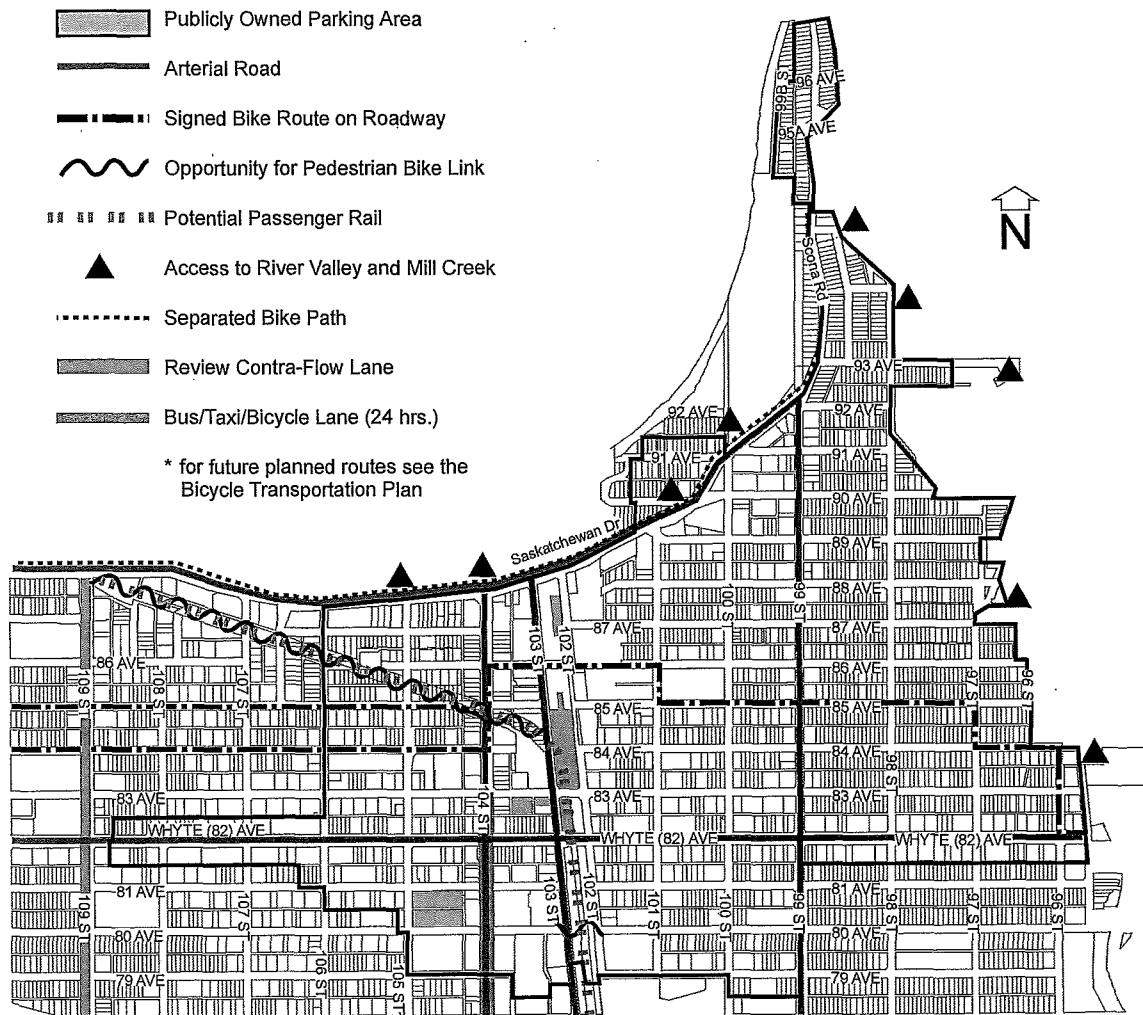 Publicly Owned Parking Area
Arterial Road
Signed Bike Route on Roadway
Opportunity for Pedestrian Bike Link
Potential Passenger Rail
Access to River Valley and Mill Creek
Separated Bike Path
Review Contra-Flow Lane
Bus/Taxi/Bicycle Lane (24 hrs.)
* for future planned routes see the
Bicycle Transportation Plan
N
99B ST
96 AVE
95A AVE
Scona Rd
93 AVE
92 AVE
92 AVE
91 AVE
91 AVE
90 AVE
Saskatchewan Dr
89 AVE
88 AVE
100 ST
99 ST
87 AVE
87 AVE
103 ST
102 ST
86 AVE
86 AVE
109 ST
108 ST
107 ST
97 ST
96 ST
85 AVE
85 AVE
84 AVE
84 AVE
98 ST
83 AVE
83 AVE
83 AVE
104 ST
WHYTE (82) AVE
WHYTE (82) AVE
WHYTE (82) AVE
81 AVE
81 AVE
109 ST
107 ST
103 ST
102 ST
101 ST
100 ST
99 ST
98 ST
97 ST
96 ST
80 AVE
80 AVE
106 ST
105 ST
79 AVE
79 AVE